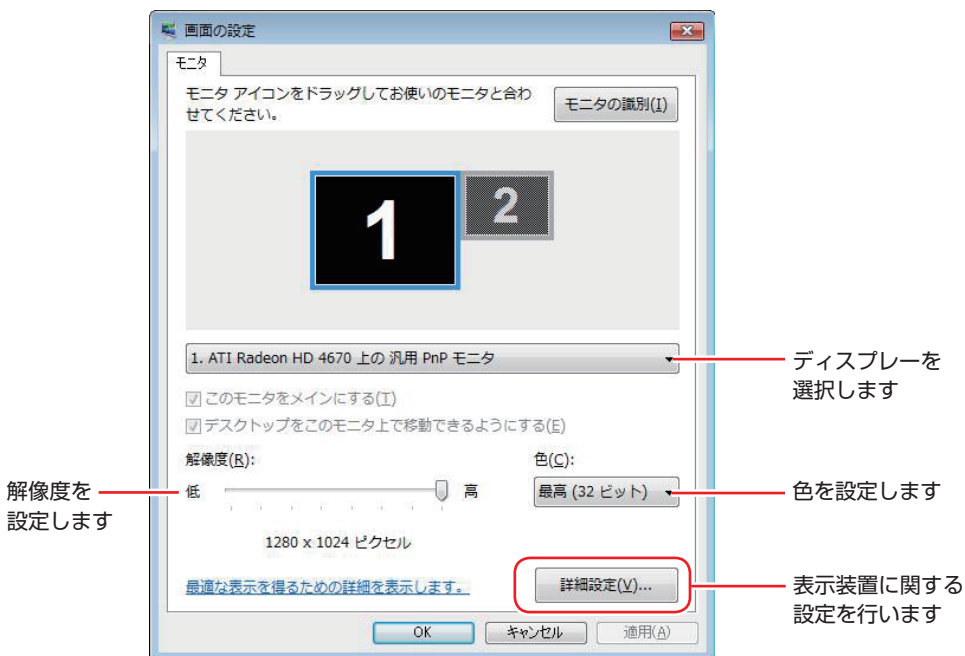 画面の設定
モニタ
モニタ アイコンをドラッグしてお使いのモニタと合わ
せてください。
モニタの識別(I)
1
2
1. ATI Radeon HD 4670 上の 汎用 PnP モニタ
ディスプレーを
選択します
このモニタをメインにする(T)
デスクトップをこのモニタ上で移動できるようにする(E)
解像度(R):
色(C):
低
高
最高 (32 ビット)
解像度を
設定します
色を設定します
1280 x 1024 ピクセル
最適な表示を得るための詳細を表示します。
詳細設定(V)...
表示装置に関する
設定を行います
OK
キャンセル
適用(A)